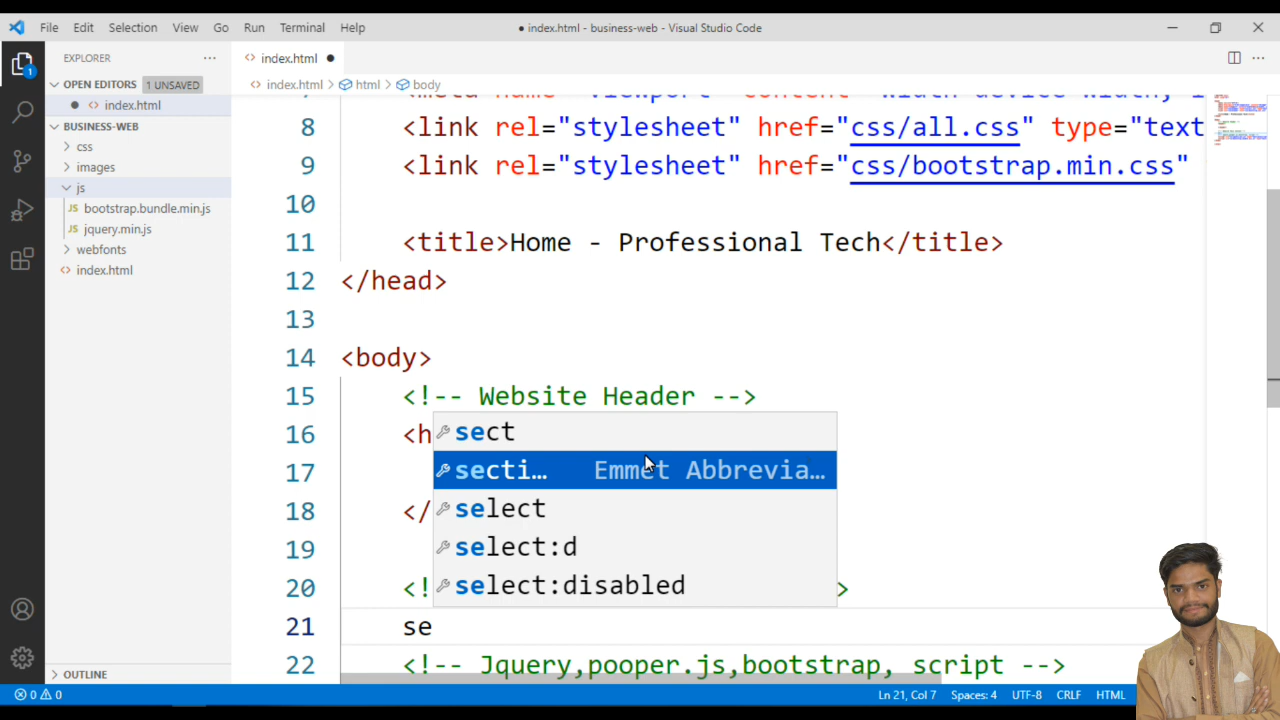 File Edit Selection View Go Run Terminal Help
● index.html - business-web - Visual Studio Code
EXPLORER
index.html
OPEN EDITORS 1 UNSAVED
index.html
index.html > html > body
BUSINESS-WEB
css
images
js
bootstrap.bundle.min.js
jquery.min.js
webfonts
index.html
OUTLINE
8 <link rel="stylesheet" href="css/all.css" type="text
9 <link rel="stylesheet" href="css/bootstrap.min.css"
10
11 <title>Home - Professional Tech</title>
12 </head>
13
14 <body>
15 <!-- Website Header -->
16 <h
17
18 </
19
20 <! >
21 se
22 <!-- Jquery,pooper.js,bootstrap, script -->
sect
secti… Emmet Abbrevia…
select
select:d
select:disabled
1
0 0
Ln 21, Col 7 Spaces: 4 UTF-8 CRLF HTML